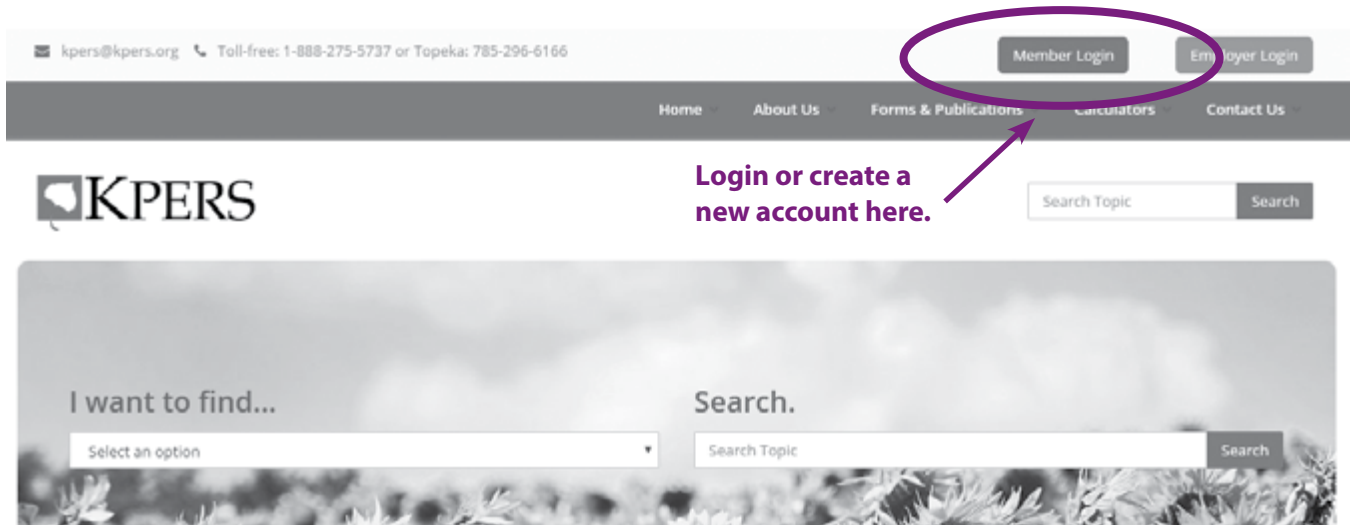 kpers@kpers.org Toll-free: 1-888-275-5737 or Topeka: 785-296-6166
Member Login
Employer Login
Home About Us Forms & Publications Calculators Contact Us
KPERS
Login or create a
new account here.
Search Topic Search
I want to find...
Select an option
Search.
Search Topic Search